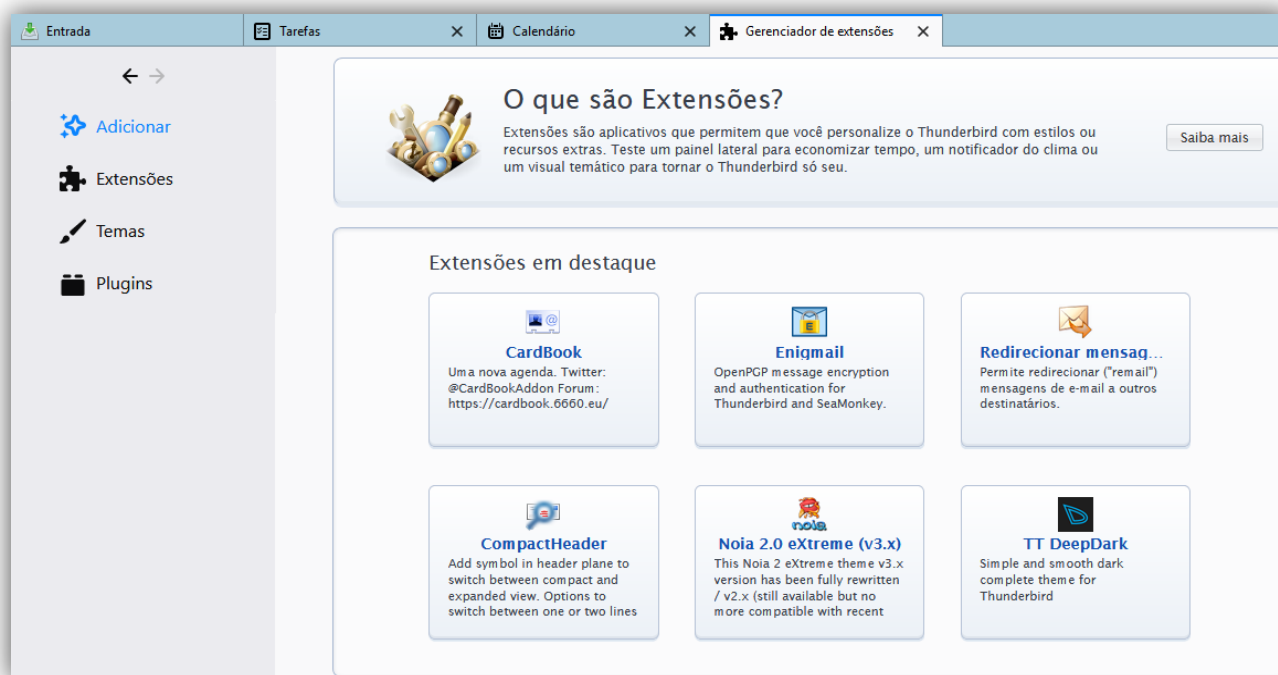 Entrada
Tarefas
Calendário
Gerenciador de extensões
Adicionar
Extensões
Temas
Plugins
O que são Extensões?
Extensões são aplicativos que permitem que você personalize o Thunderbird com estilos ou
recursos extras. Teste um painel lateral para economizar tempo, um notificador do clima ou
um visual temático para tornar o Thunderbird só seu.
Saiba mais
Extensões em destaque
CardBook
Uma nova agenda. Twitter:
@CardBookAddon Forum:
https://cardbook.6660.eu/
Enigmail
OpenPGP message encryption
and authentication for
Thunderbird and SeaMonkey.
Redirecionar mensag...
Permite redirecionar ("remail")
mensagens de e-mail a outros
destinatários.
CompactHeader
Add symbol in header plane to
switch between compact and
expanded view. Options to
switch between one or two lines
noia
Noia 2.0 eXtreme (v3.x)
This Noia 2 eXtreme theme v3.x
version has been fully rewritten
/ v2.x (still available but no
more compatible with recent
TT DeepDark
Simple and smooth dark
complete theme for
Thunderbird